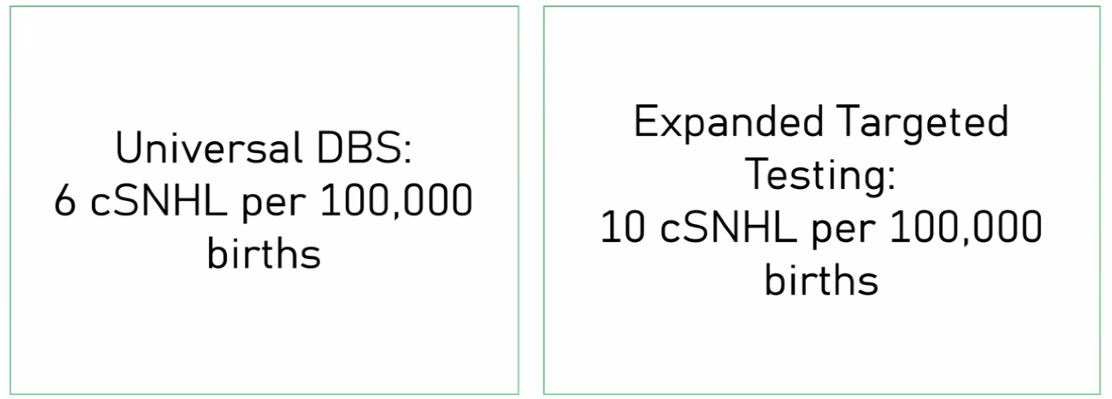 Universal DBS:
6 cSNHL per 100,000
births
Expanded Targeted
Testing:
10 cSNHL per 100,000
births